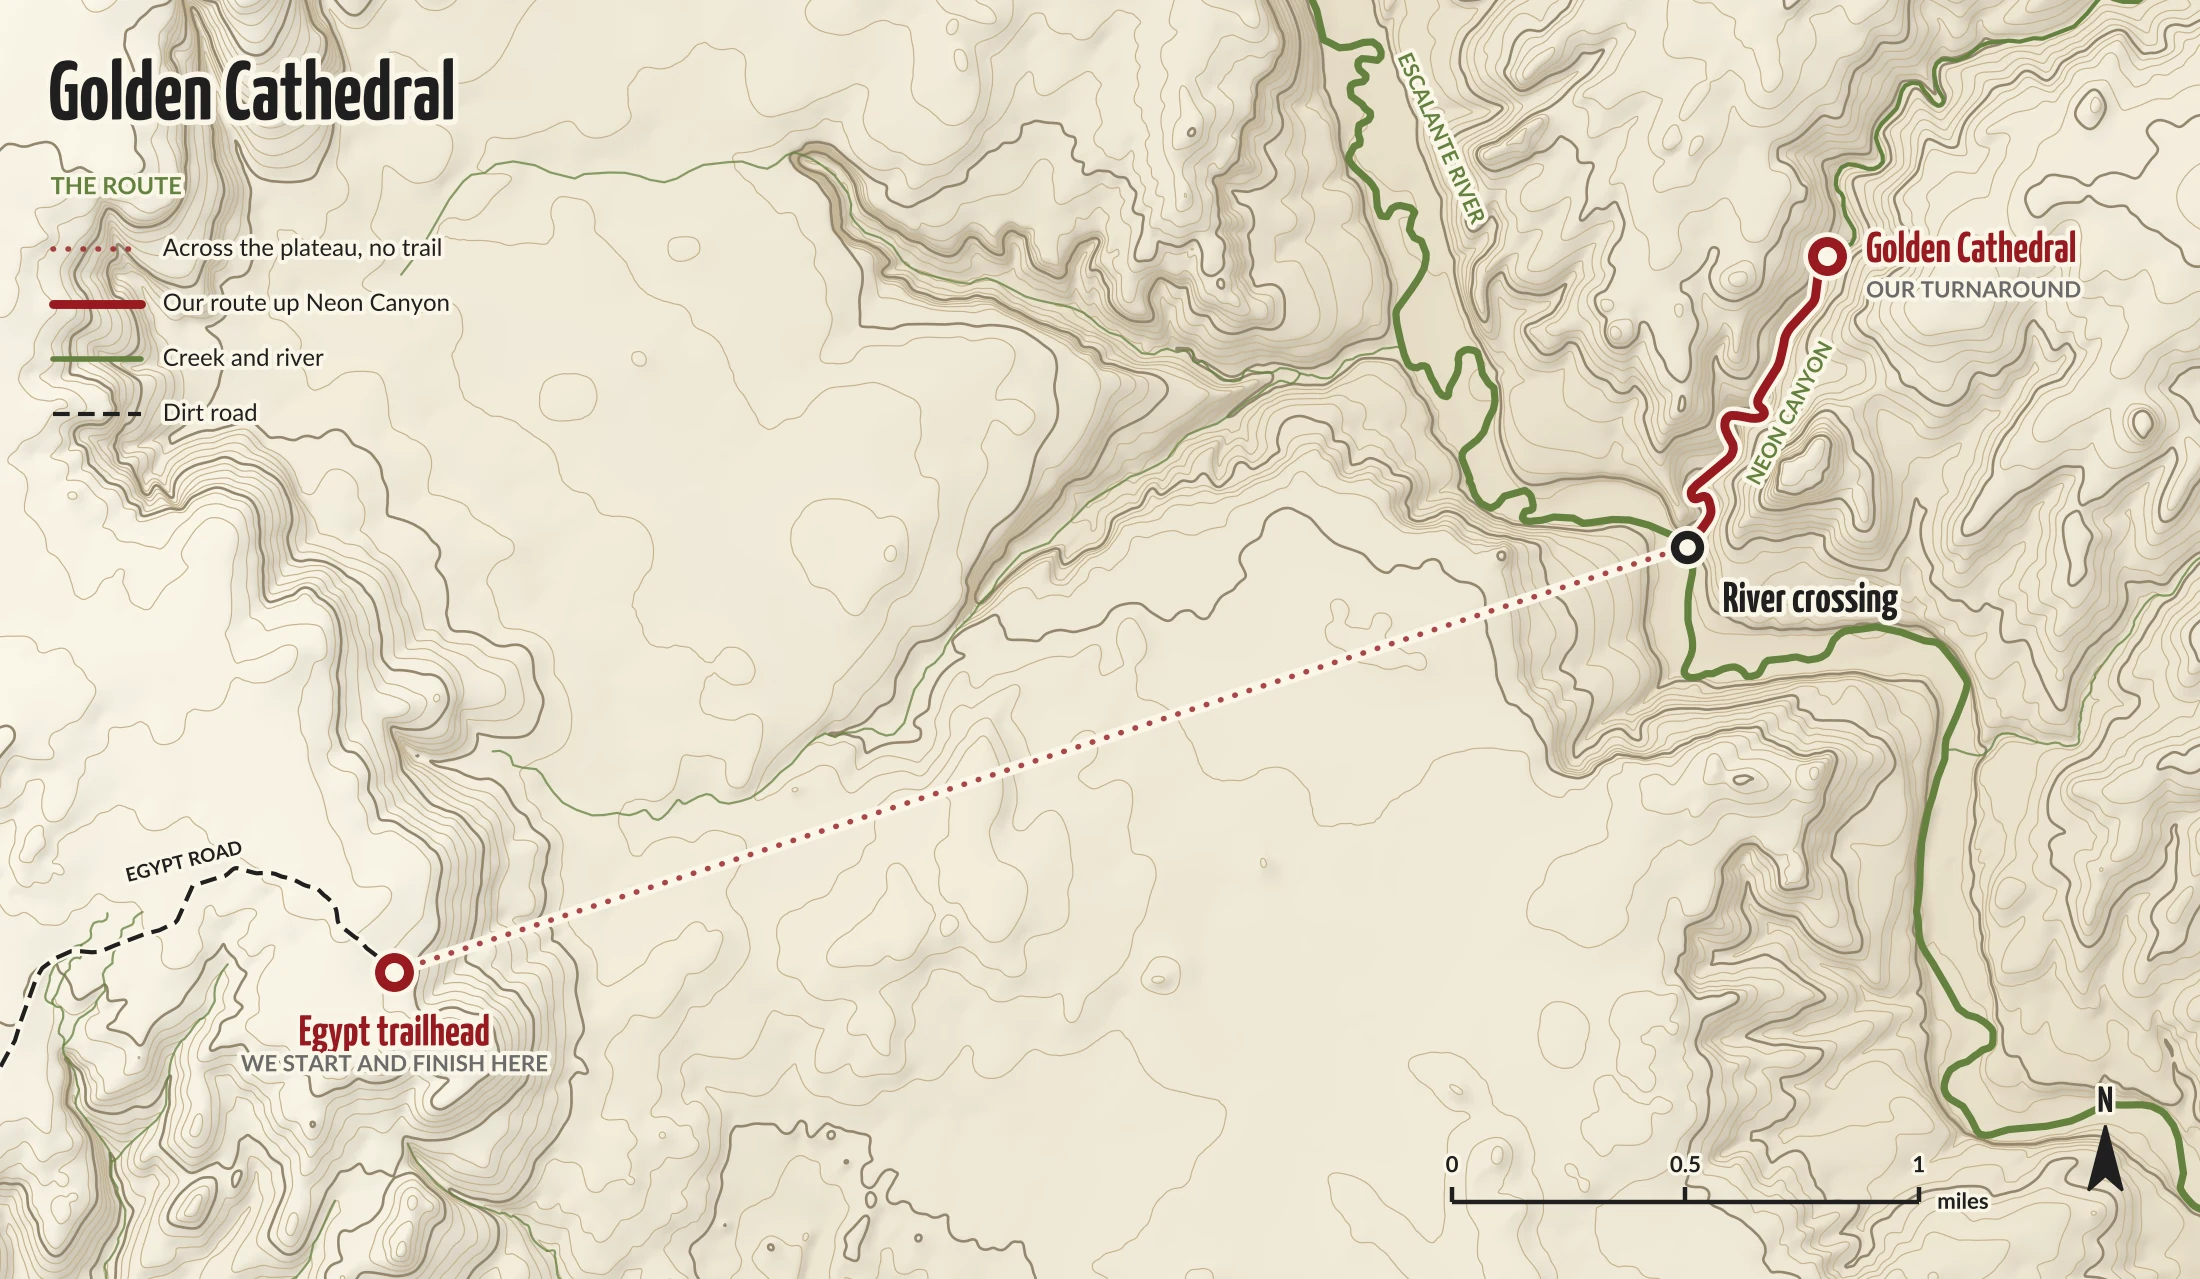 Golden Cathedral
THE ROUTE
Across the plateau, no trail
Our route up Neon Canyon
Creek and river
Dirt road
ESCALANTE RIVER
Golden Cathedral
OUR TURNAROUND
NEON CANYON
River crossing
EGYPT ROAD
Egypt trailhead
WE START AND FINISH HERE
N
0 0.5 1
miles